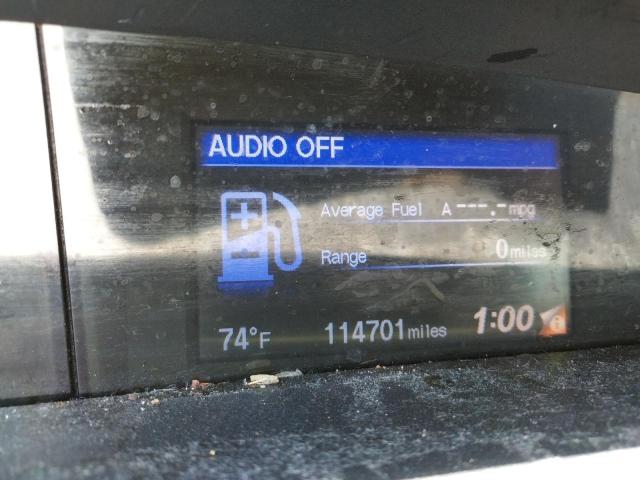 AUDIO OFF
Average Fuel A ---.- mpg
Range 0 miles
74°F 114701 miles 1:00 i